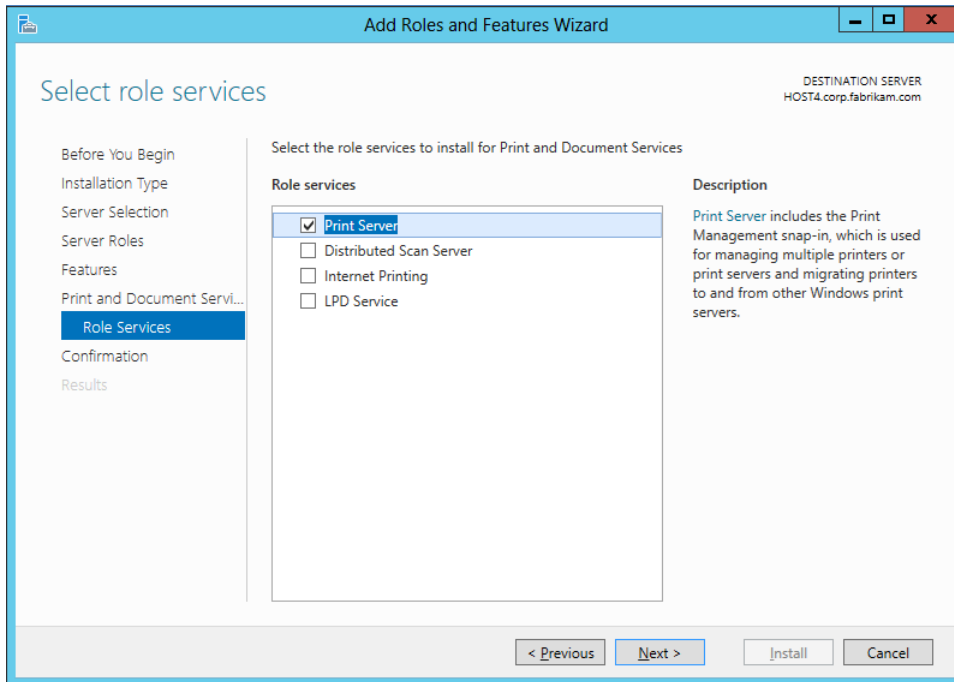 Add Roles and Features Wizard
Select role services
DESTINATION SERVER
HOST4.corp.fabrikam.com
Before You Begin
Installation Type
Server Selection
Server Roles
Features
Print and Document Servi...
Role Services
Confirmation
Results
Select the role services to install for Print and Document Services
Role services
Print Server
Distributed Scan Server
Internet Printing
LPD Service
Description
Print Server includes the Print
Management snap-in, which is used
for managing multiple printers or
print servers and migrating printers
to and from other Windows print
servers.
< Previous
Next >
Install
Cancel